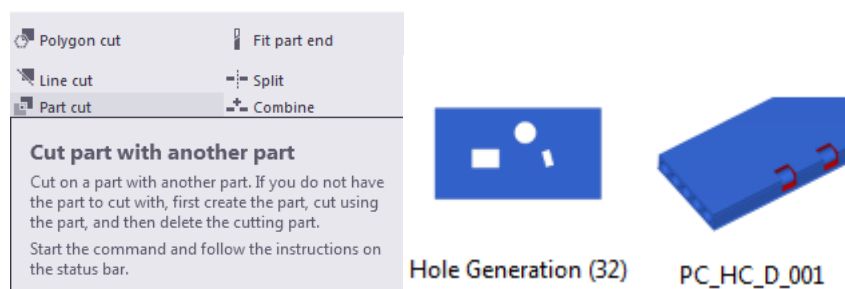 Polygon cut
Fit part end
Line cut
Split
Part cut
Combine
Cut part with another part
Cut on a part with another part. If you do not have
the part to cut with, first create the part, cut using
the part, and then delete the cutting part.
Start the command and follow the instructions on
the status bar.
Hole Generation (32)
PC_HC_D_001